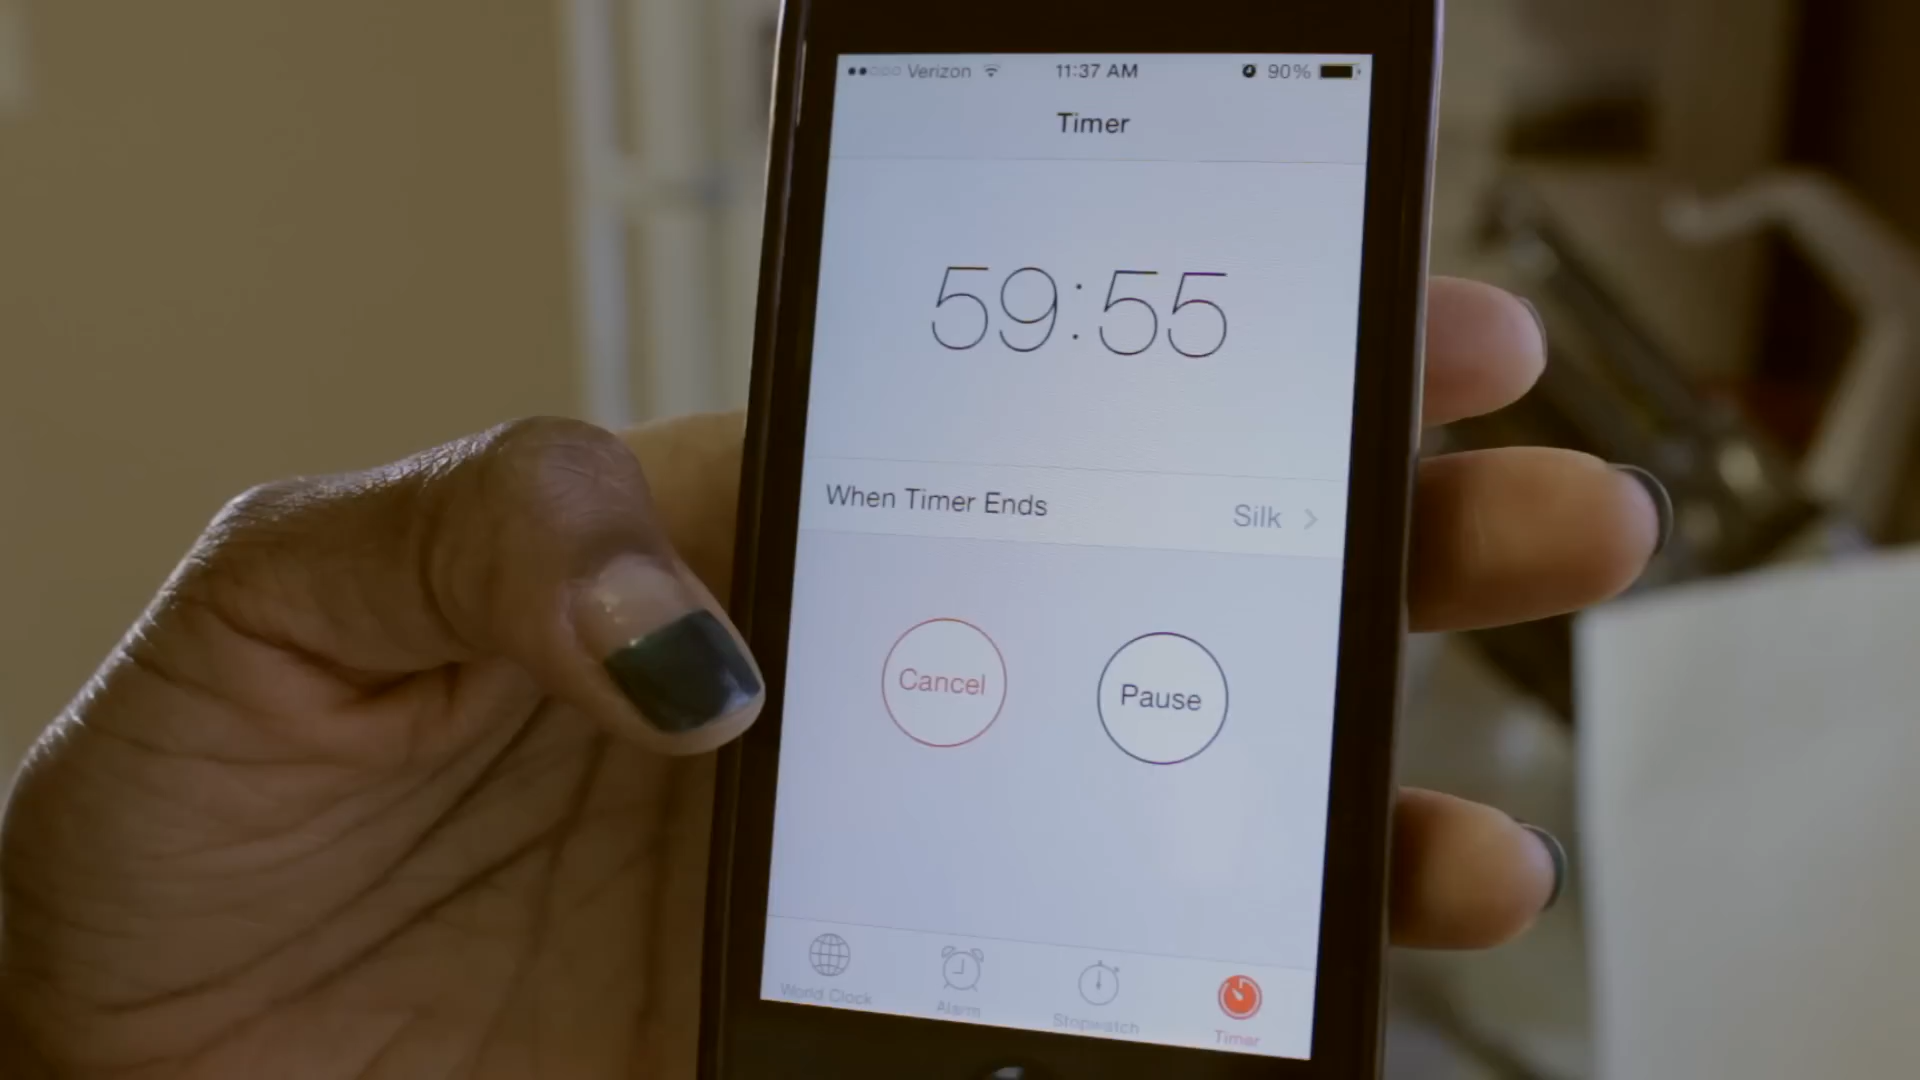 Verizon 11:37 AM 90%
Timer
59:55
When Timer Ends Silk
Cancel Pause
World Clock Alarm Stopwatch Timer